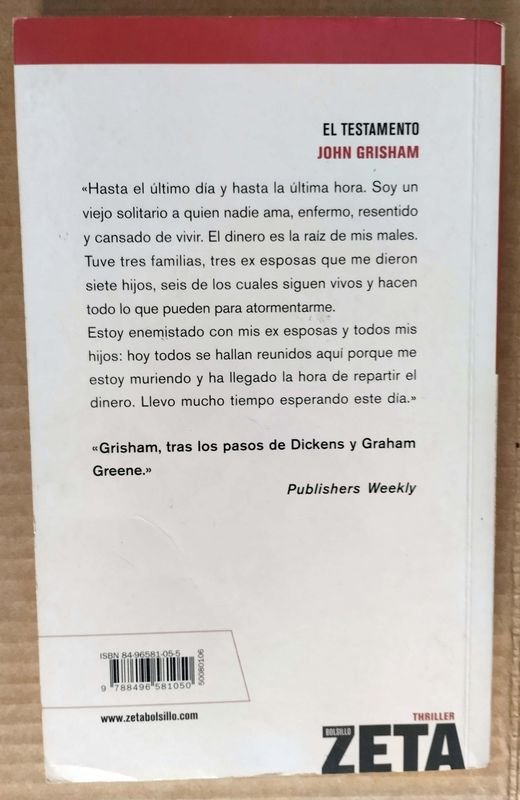 EL TESTAMENTO
JOHN GRISHAM
«Hasta el último día y hasta la última hora. Soy un
viejo solitario a quien nadie ama, enfermo, resentido
y cansado de vivir. El dinero es la raíz de mis males.
Tuve tres familias, tres ex esposas que me dieron
siete hijos, seis de los cuales siguen vivos y hacen
todo lo que pueden para atormentarme.
Estoy enemistado con mis ex esposas y todos mis
hijos: hoy todos se hallan reunidos aquí porque me
estoy muriendo y ha llegado la hora de repartir el
dinero. Llevo mucho tiempo esperando este día.»
«Grisham, tras los pasos de Dickens y Graham
Greene.»
Publishers Weekly
ISBN 84-96581-05-5
9 788496 581050
50080106
www.zetabolsillo.com
THRILLER
BOLSILLO
ZETA